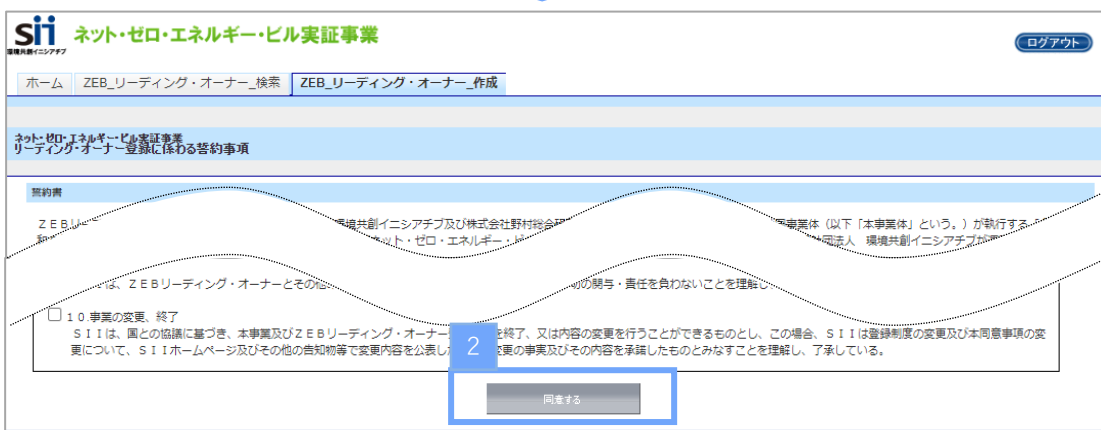 sii ネット・ゼロ・エネルギー・ビル実証事業
環境共創イニシアチブ
ログアウト
ホーム ZEB_リーディング・オーナー_検索 ZEB_リーディング・オーナー_作成
ネット・ゼロ・エネルギー・ビル実証事業
リーディング・オーナー登録に係わる誓約事項
誓約書
ZEBリ 環境共創イニシアチブ及び株式会社野村総合 事業体（以下「本事業体」という。）が執行する
ネット・ゼロ・エネルギー・ 団法人 環境共創イニシアチブが
は、ZEBリーディング・オーナーとその他 の関与・責任を負わないことを理解し
10.事業の変更、終了
SIIは、国との協議に基づき、本事業及びZEBリーディング・オーナー を終了、又は内容の変更を行うことができるものとし、この場合、SIIは登録制度の変更及び本同意事項の変
更について、SIIホームページ及びその他の告知物等で変更内容を公表し 変更の事実及びその内容を承諾したものとみなすことを理解し、了承している。
2
同意する